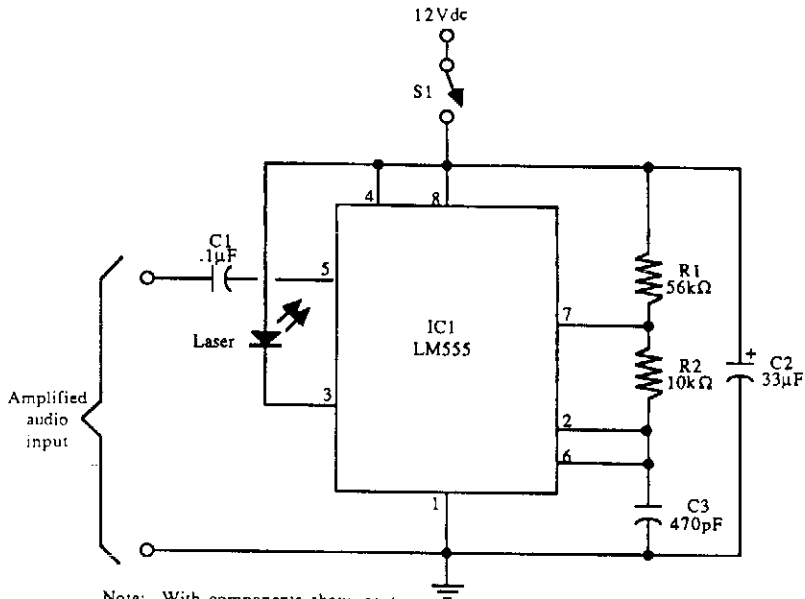 12Vdc
S1
4
8
C1
.1µF
5
R1
56kΩ
7
IC1
LM555
Laser
R2
10kΩ
+
C2
33µF
3
Amplified
audio
input
2
6
1
C3
470pF
Note: With components